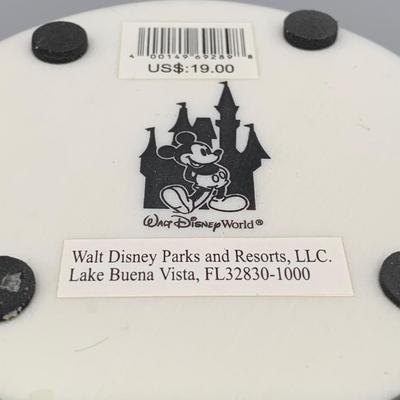 4 00149 69289 8
US$:19.00
WALT DISNEY World®
Walt Disney Parks and Resorts, LLC.
Lake Buena Vista, FL32830-1000